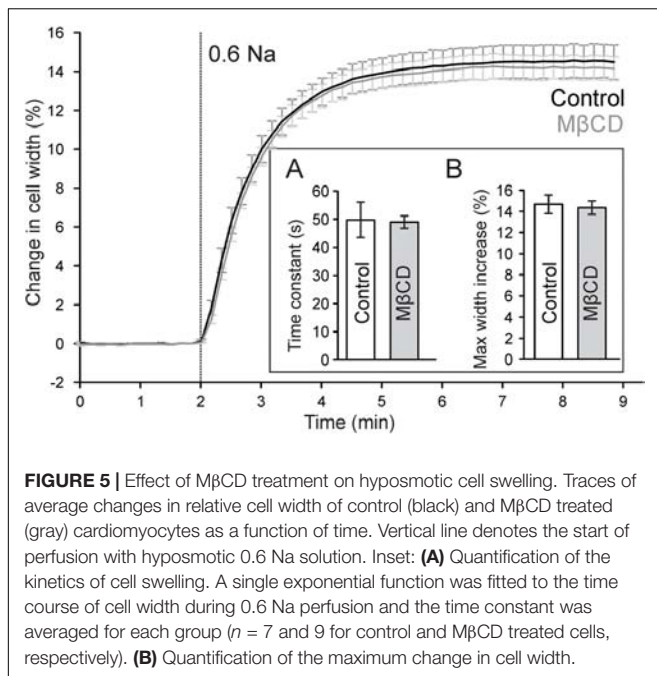 16
14
12
10
8
6
4
2
0
-2
Change in cell width (%)
0.6 Na
Control
MβCD
A
60
50
40
30
20
10
0
Time constant (s)
Control
MβCD
B
16
14
12
10
8
6
4
2
0
Max width increase (%)
Control
MβCD
0 1 2 3 4 5 6 7 8 9
Time (min)
FIGURE 5 | Effect of MβCD treatment on hyposmotic cell swelling. Traces of
average changes in relative cell width of control (black) and MβCD treated
(gray) cardiomyocytes as a function of time. Vertical line denotes the start of
perfusion with hyposmotic 0.6 Na solution. Inset: (A) Quantification of the
kinetics of cell swelling. A single exponential function was fitted to the time
course of cell width during 0.6 Na perfusion and the time constant was
averaged for each group (n = 7 and 9 for control and MβCD treated cells,
respectively). (B) Quantification of the maximum change in cell width.